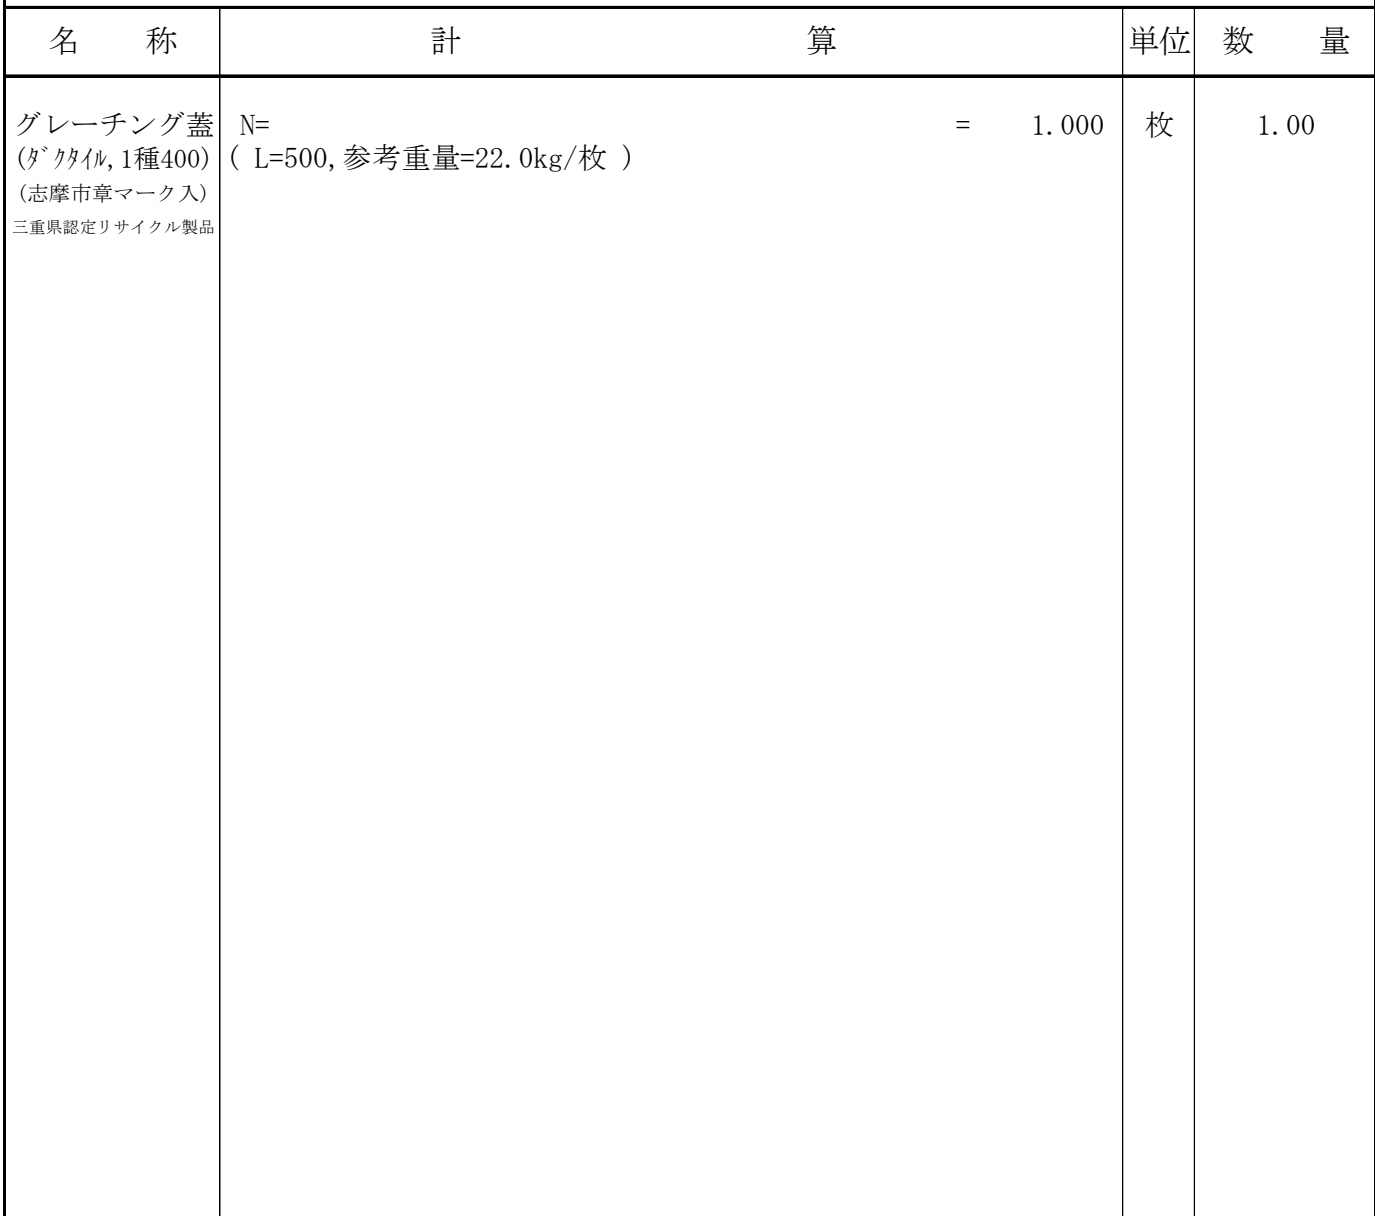 名　称　計　算　単位　数　量
グレーチング蓋　N=　=　1.000　枚　1.00
(ﾀﾞｸﾀｲﾙ,1種400)　( L=500,参考重量=22.0kg/枚 )
(志摩市章マーク入)
三重県認定リサイクル製品